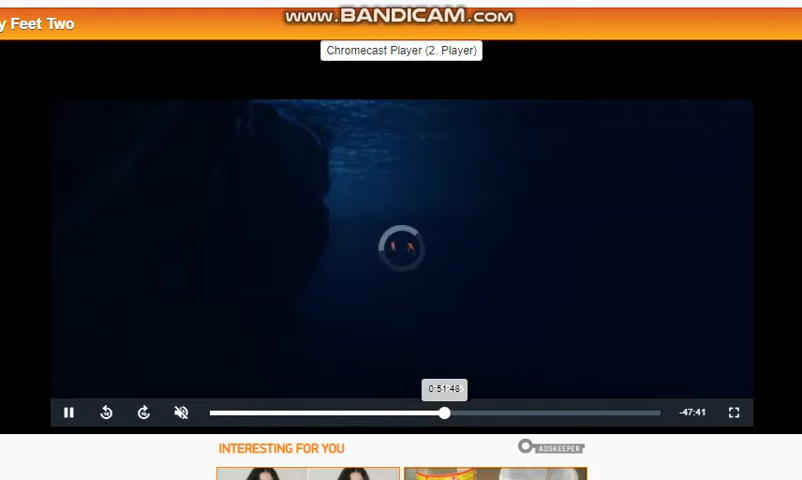 WWW.BANDICAM.COM
y Feet Two
Chromecast Player (2. Player)
0:51:48
-47:41
INTERESTING FOR YOU
ADSKEEPER